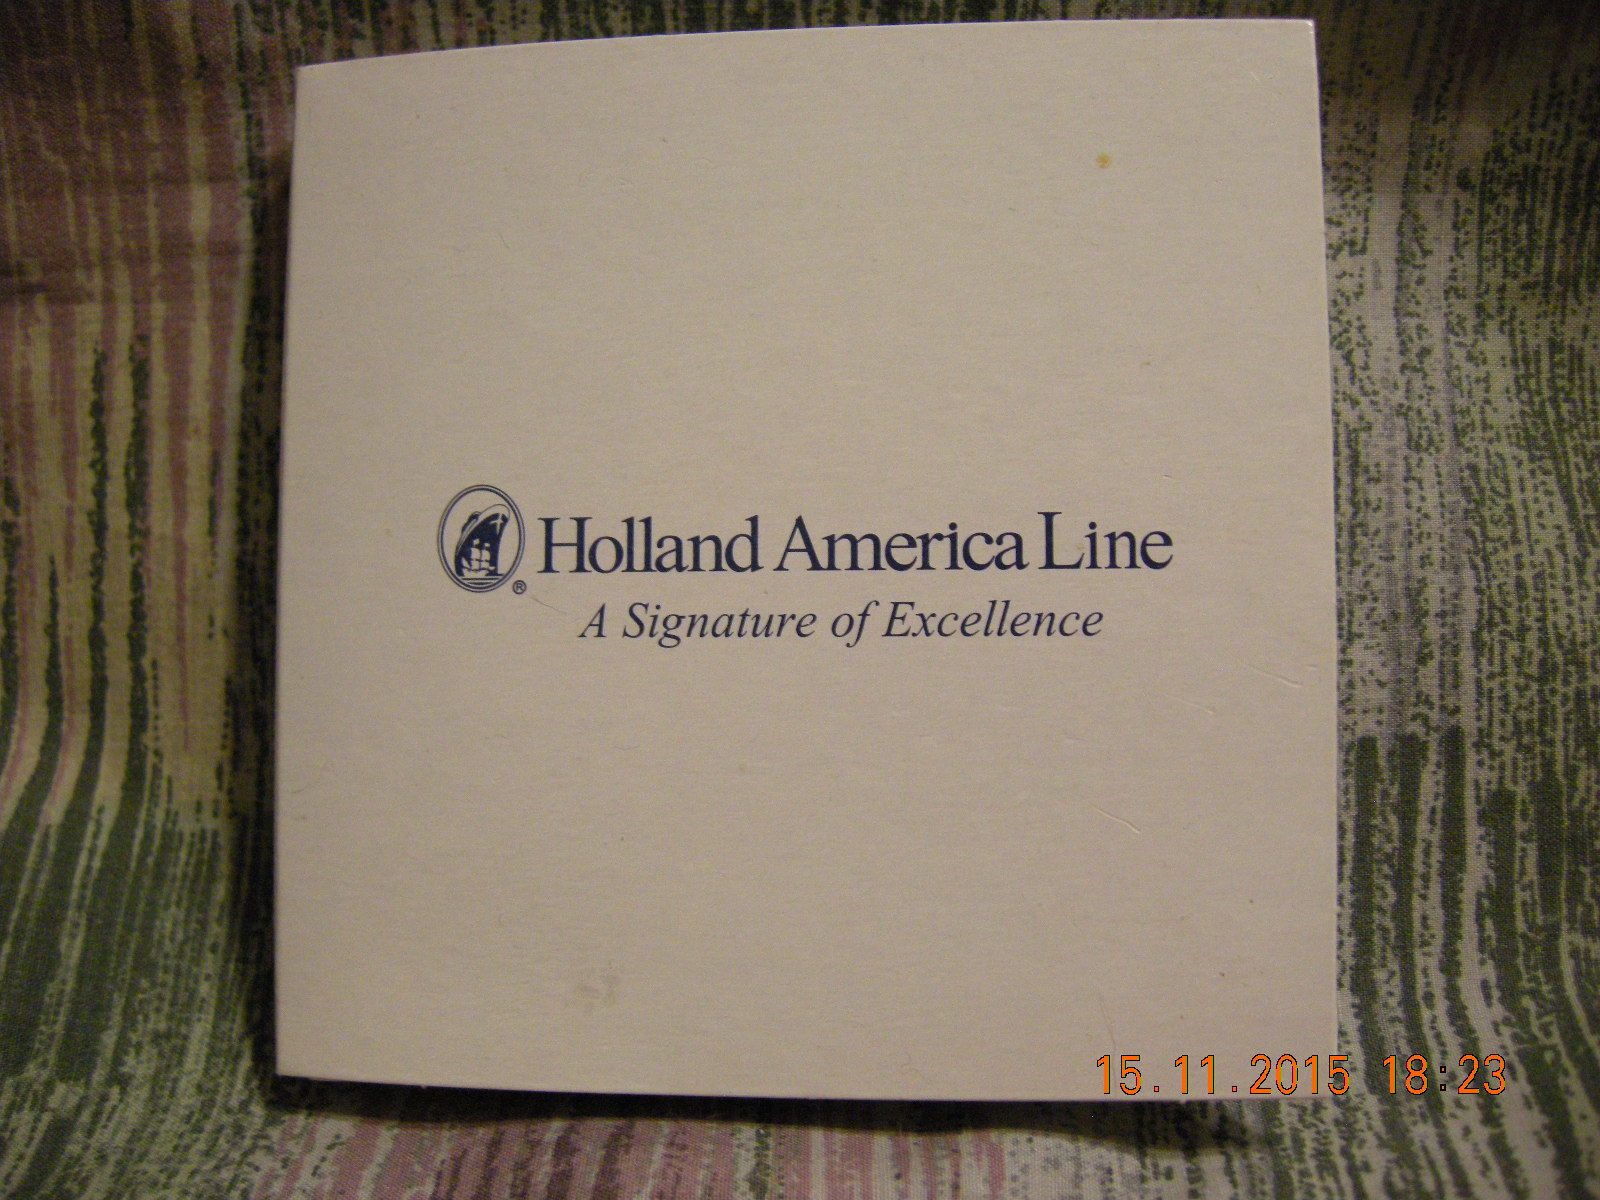 ® Holland America Line
A Signature of Excellence
15.11.2015 18:23